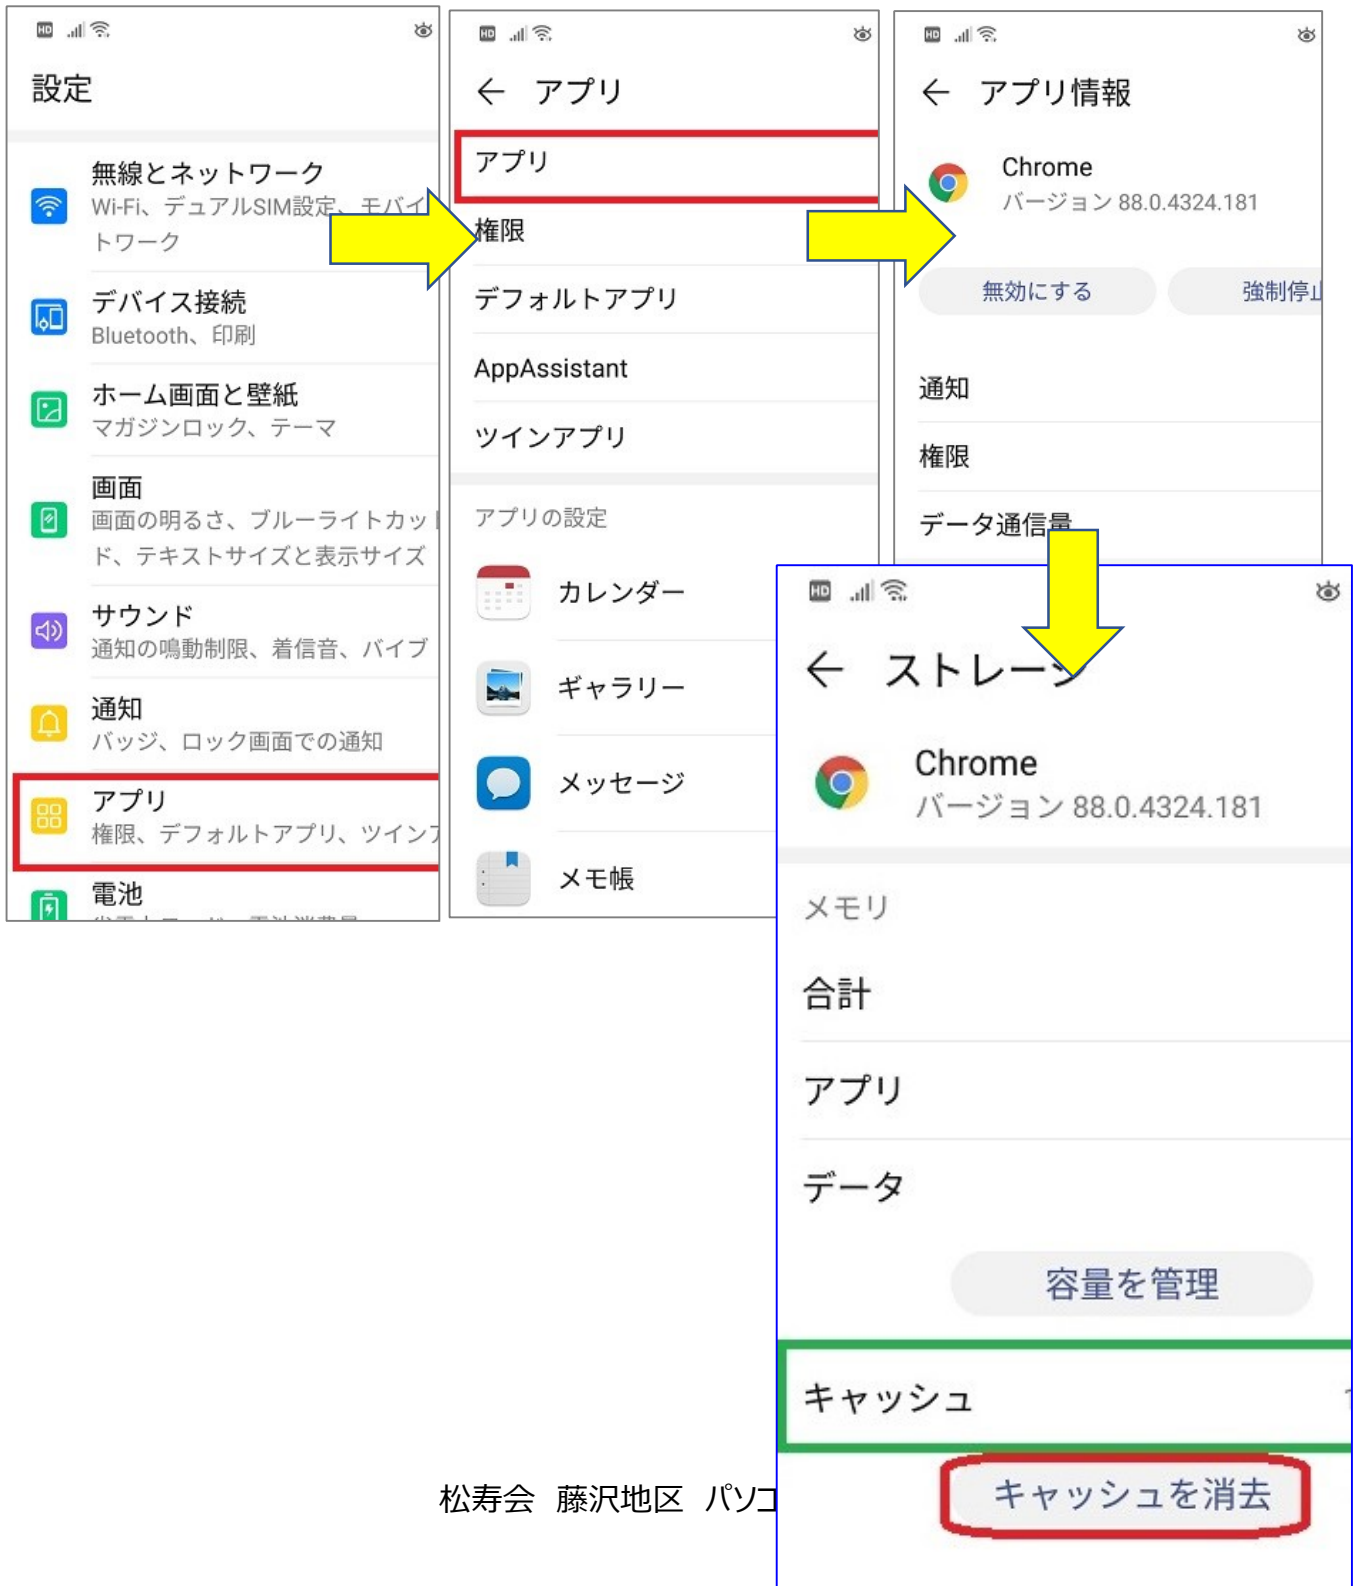 設定
無線とネットワーク
Wi-Fi、デュアルSIM設定、モバイ
トワーク
デバイス接続
Bluetooth、印刷
ホーム画面と壁紙
マガジンロック、テーマ
画面
画面の明るさ、ブルーライトカッ
ド、テキストサイズと表示サイズ
サウンド
通知の鳴動制限、着信音、バイブ
通知
バッジ、ロック画面での通知
アプリ
権限、デフォルトアプリ、ツイン
電池
HD
← アプリ
アプリ
権限
デフォルトアプリ
AppAssistant
ツインアプリ
アプリの設定
カレンダー
ギャラリー
メッセージ
メモ帳
HD
← アプリ情報
Chrome
バージョン 88.0.4324.181
無効にする
強制停止
通知
権限
データ通信量
HD
← ストレージ
Chrome
バージョン 88.0.4324.181
メモリ
合計
アプリ
データ
容量を管理
キャッシュ
キャッシュを消去
松寿会 藤沢地区 パソコ